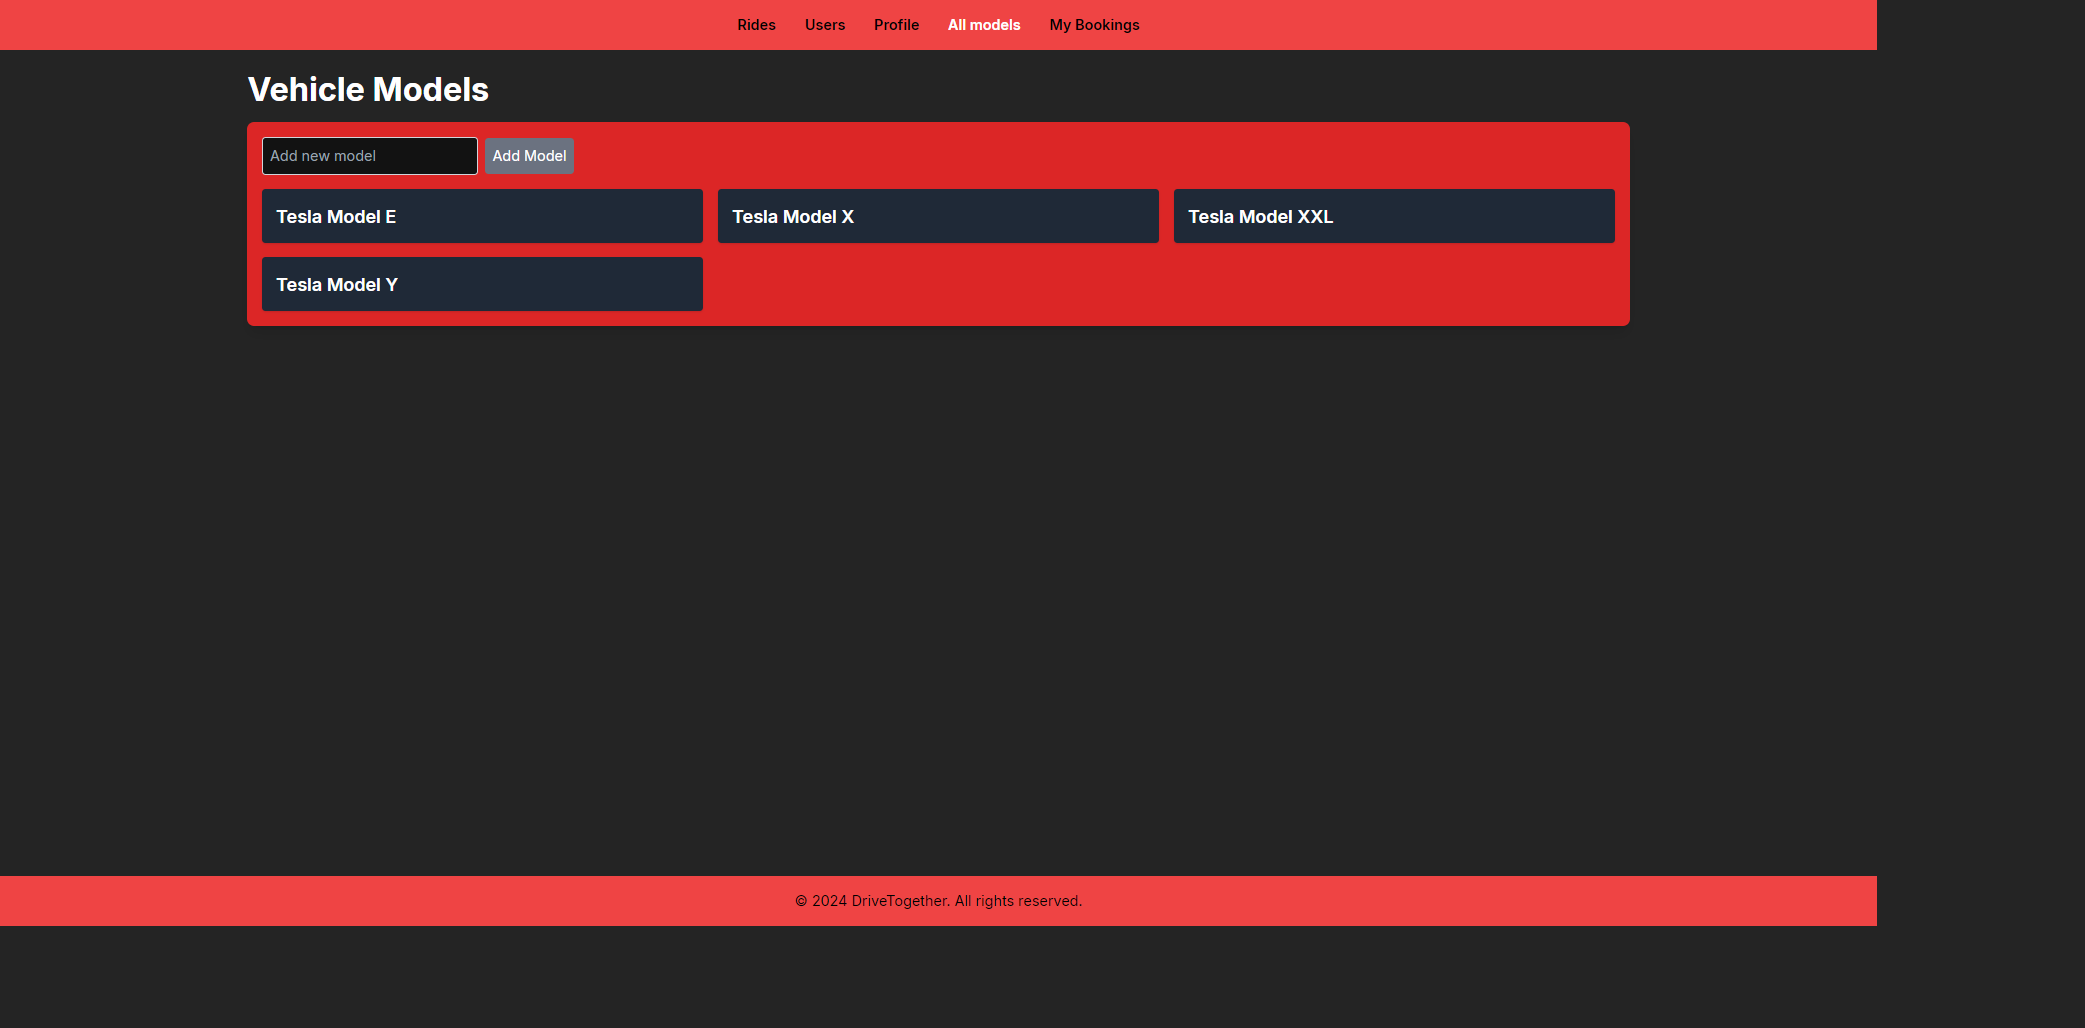 Rides Users Profile All models My Bookings
Vehicle Models
Add new model Add Model
Tesla Model E Tesla Model X Tesla Model XXL
Tesla Model Y
© 2024 DriveTogether. All rights reserved.